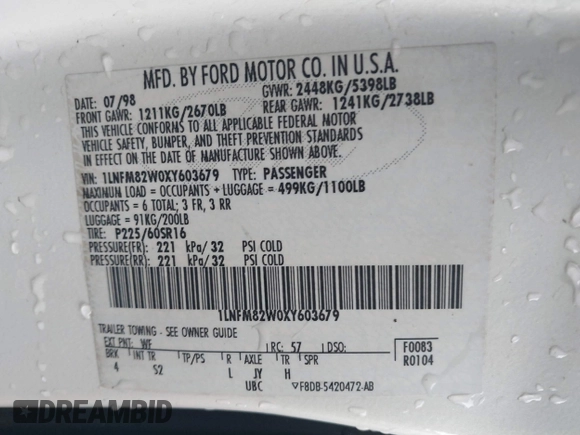 MFD. BY FORD MOTOR CO. IN U.S.A.
DATE: 07/98 GVWR: 2448KG/5398LB
FRONT GAWR: 1211KG/2670LB REAR GAWR: 1241KG/2738LB
THIS VEHICLE CONFORMS TO ALL APPLICABLE FEDERAL MOTOR
VEHICLE SAFETY, BUMPER, AND THEFT PREVENTION STANDARDS
IN EFFECT ON THE DATE OF MANUFACTURE SHOWN ABOVE.
VIN: 1LNFM82W0XY603679 TYPE: PASSENGER
MAXIMUM LOAD = OCCUPANTS + LUGGAGE = 499KG/1100LB
OCCUPANTS = 6 TOTAL; 3 FR, 3 RR
LUGGAGE = 91KG/200LB
TIRE: P225/60SR16
PRESSURE(FR): 221 kPa/ 32 PSI COLD
PRESSURE(RR): 221 kPa/ 32 PSI COLD
1LNFM82W0XY603679
TRAILER TOWING - SEE OWNER GUIDE
EXT PNT: WF RC: 57 DSO: F0083
BRK INT TR TP/PS R AXLE TR SPR R0104
4 52 L JY H
UBC F8DB-5420472-AB
DREAMBID